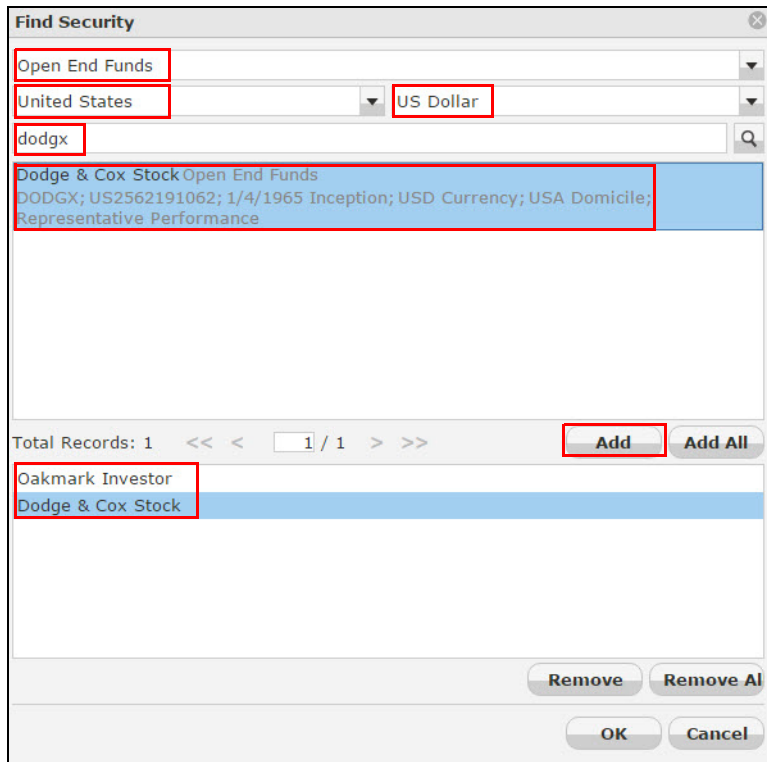 Find Security
Open End Funds
United States US Dollar
dodgx
Dodge & Cox Stock Open End Funds
DODGX; US2562191062; 1/4/1965 Inception; USD Currency; USA Domicile;
Representative Performance
Total Records: 1 << < 1 / 1 > >> Add Add All
Oakmark Investor
Dodge & Cox Stock
Remove Remove Al
OK Cancel